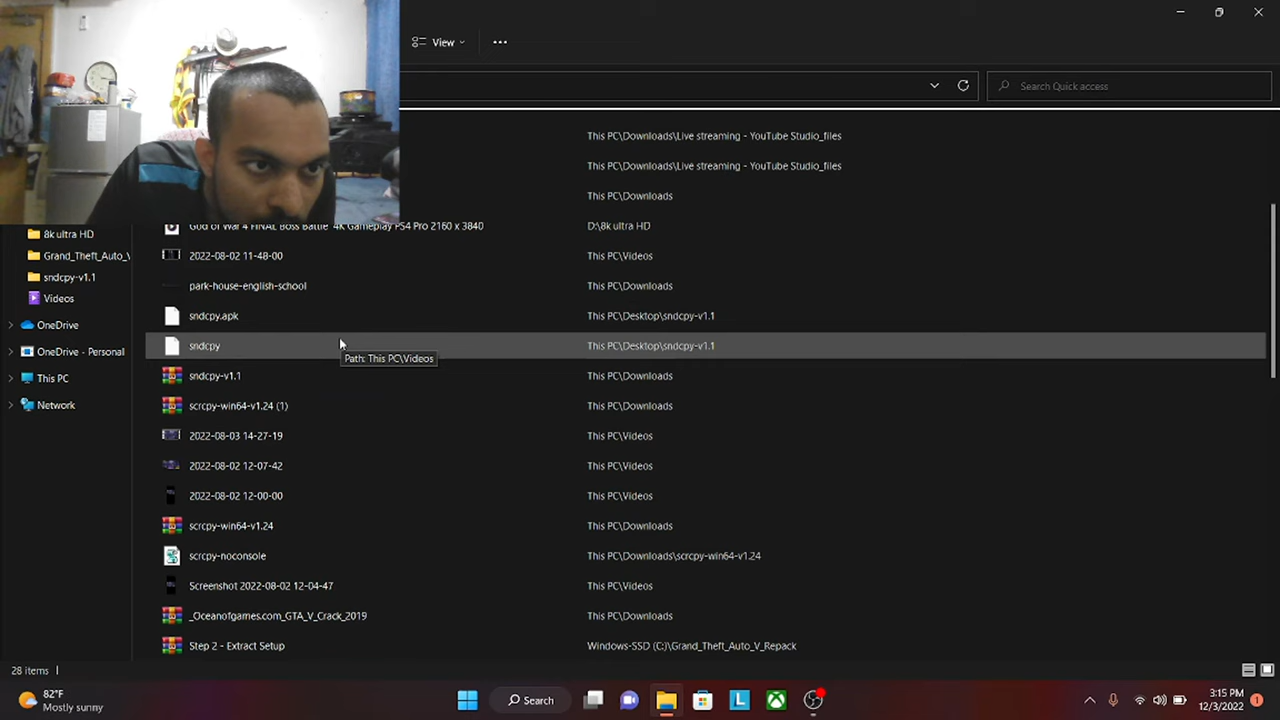 View
Search Quick access
This PC\Downloads\Live streaming - YouTube Studio_files
This PC\Downloads\Live streaming - YouTube Studio_files
This PC\Downloads
God of War 4 FINAL Boss Battle 4K Gameplay PS4 Pro 2160 x 3840 D:\8k ultra HD
8k ultra HD
Grand_Theft_Auto_V
sndcpy-v1.1
Videos
OneDrive
OneDrive - Personal
This PC
Network
2022-08-02 11-48-00 This PC\Videos
park-house-english-school This PC\Downloads
sndcpy.apk This PC\Desktop\sndcpy-v1.1
sndcpy This PC\Desktop\sndcpy-v1.1
Path: This PC\Videos
sndcpy-v1.1 This PC\Downloads
scrcpy-win64-v1.24 (1) This PC\Downloads
2022-08-03 14-27-19 This PC\Videos
2022-08-02 12-07-42 This PC\Videos
2022-08-02 12-00-00 This PC\Videos
scrcpy-win64-v1.24 This PC\Downloads
scrcpy-noconsole This PC\Downloads\scrcpy-win64-v1.24
Screenshot 2022-08-02 12-04-47 This PC\Videos
_Oceanofgames.com_GTA_V_Crack_2019 This PC\Downloads
Step 2 - Extract Setup Windows-SSD (C:)\Grand_Theft_Auto_V_Repack
28 items
82°F
Mostly sunny
Search
3:15 PM
12/3/2022